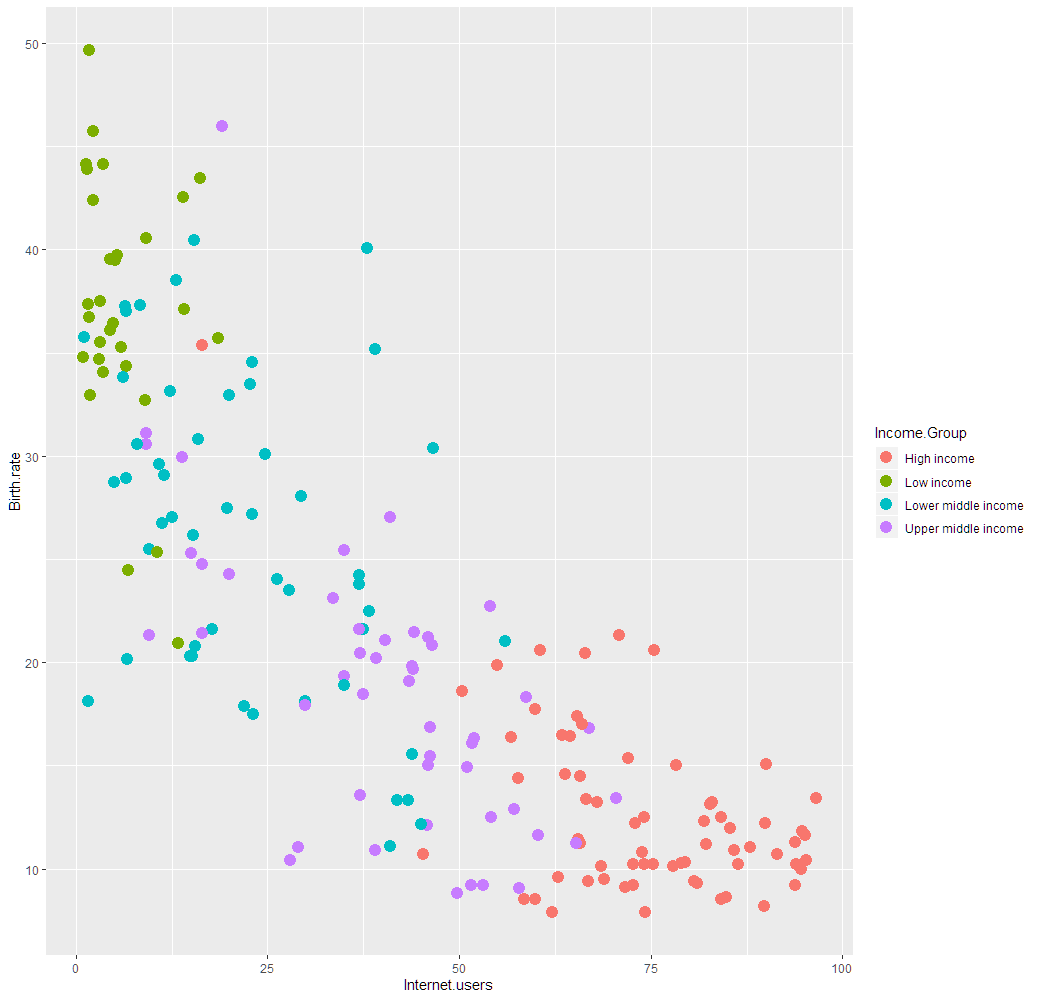 50
40
30
20
10
Birth.rate
0 25 50 75 100
Internet.users
Income.Group
High income
Low income
Lower middle income
Upper middle income